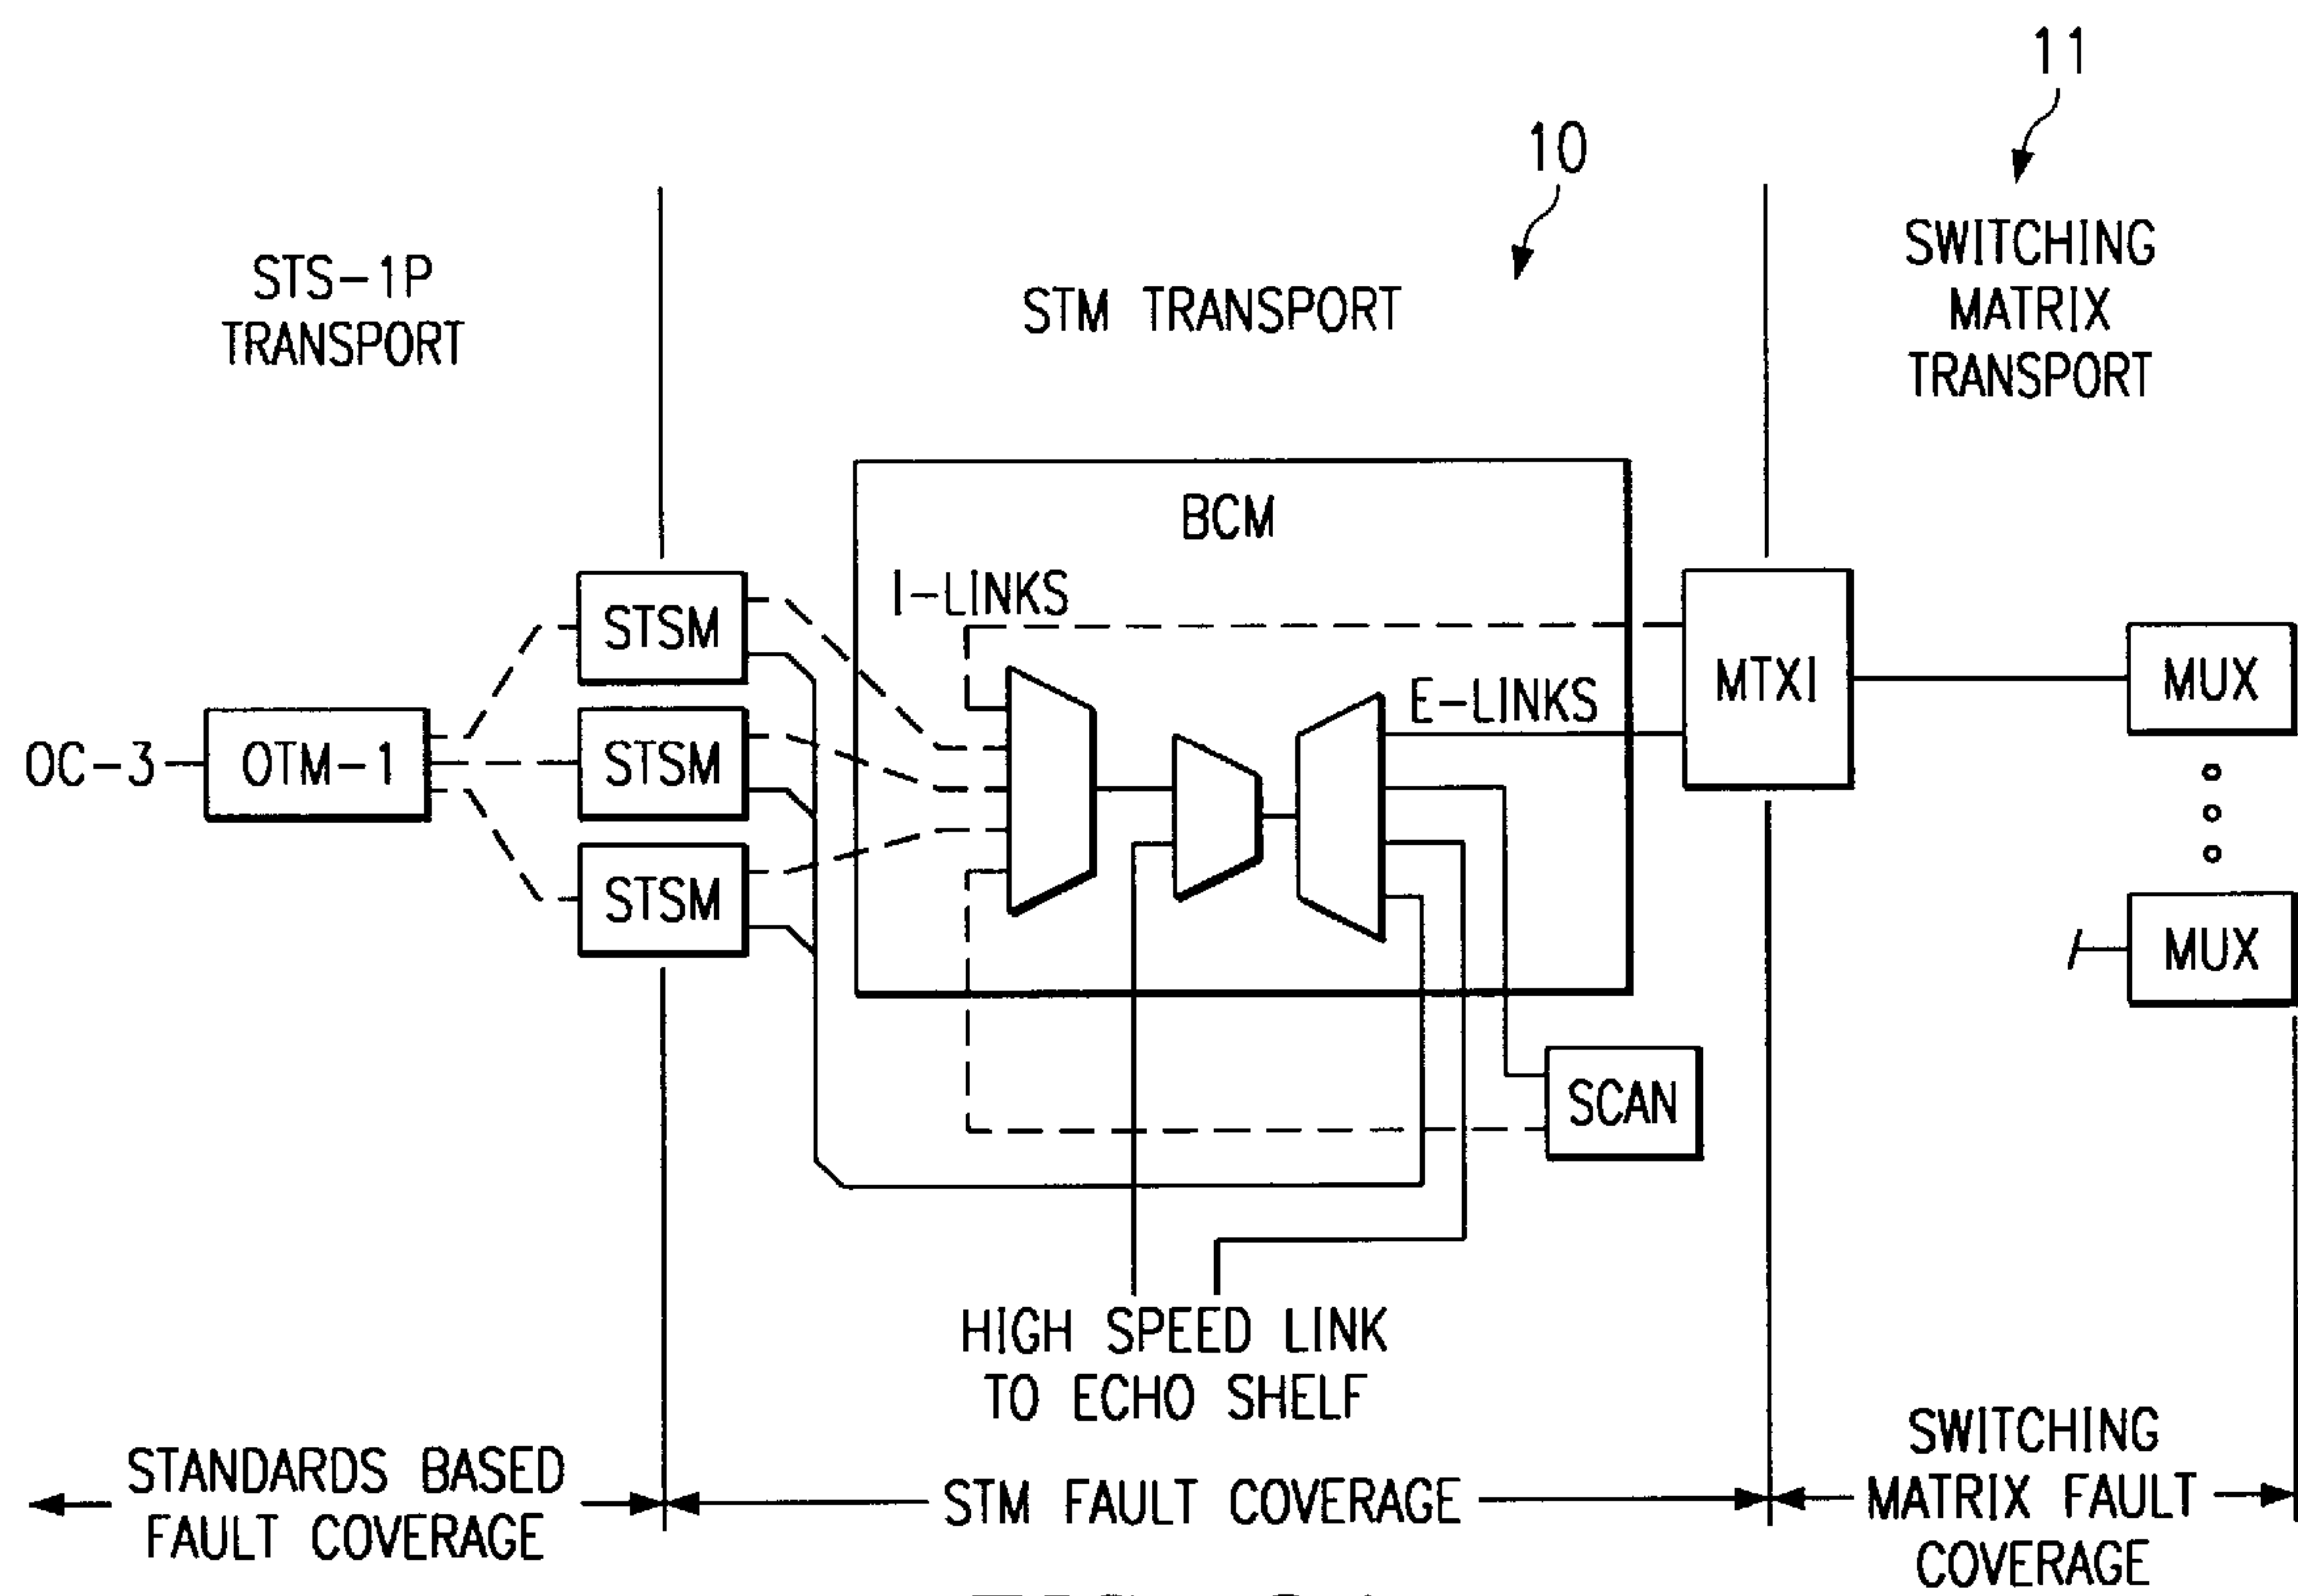 11
10
STS-1P
TRANSPORT
STM TRANSPORT
SWITCHING
MATRIX
TRANSPORT
BCM
I-LINKS
STSM
MTXI
MUX
E-LINKS
OC-3
OTM-1
STSM
STSM
MUX
SCAN
HIGH SPEED LINK
TO ECHO SHELF
STANDARDS BASED
FAULT COVERAGE
STM FAULT COVERAGE
SWITCHING
MATRIX FAULT
COVERAGE